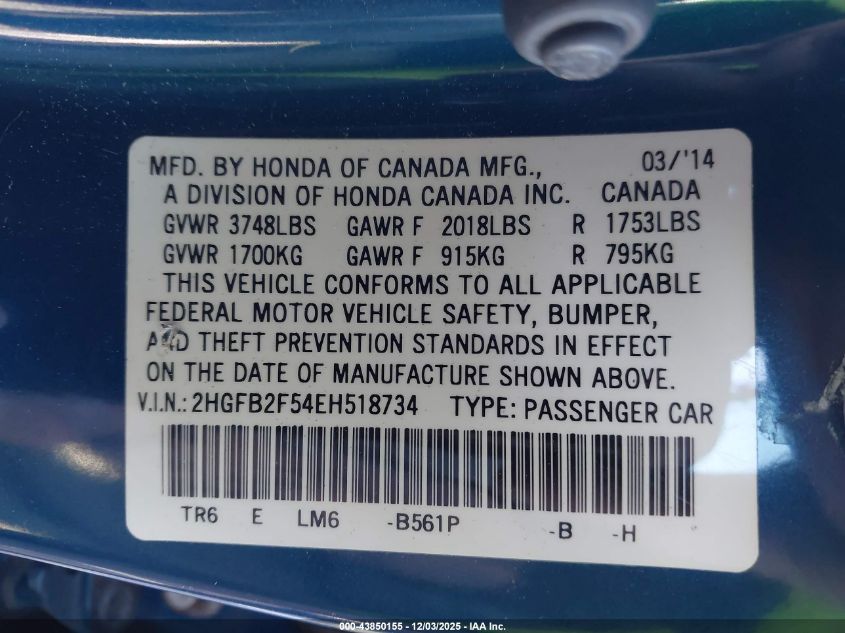 MFD. BY HONDA OF CANADA MFG., 03/'14
A DIVISION OF HONDA CANADA INC. CANADA
GVWR 3748LBS GAWR F 2018LBS R 1753LBS
GVWR 1700KG GAWR F 915KG R 795KG
THIS VEHICLE CONFORMS TO ALL APPLICABLE
FEDERAL MOTOR VEHICLE SAFETY, BUMPER,
AND THEFT PREVENTION STANDARDS IN EFFECT
ON THE DATE OF MANUFACTURE SHOWN ABOVE.
V.I.N.: 2HGFB2F54EH518734 TYPE: PASSENGER CAR
TR6 E LM6 -B561P -B -H
000-43850155 - 12/03/2025 - IAA Inc.